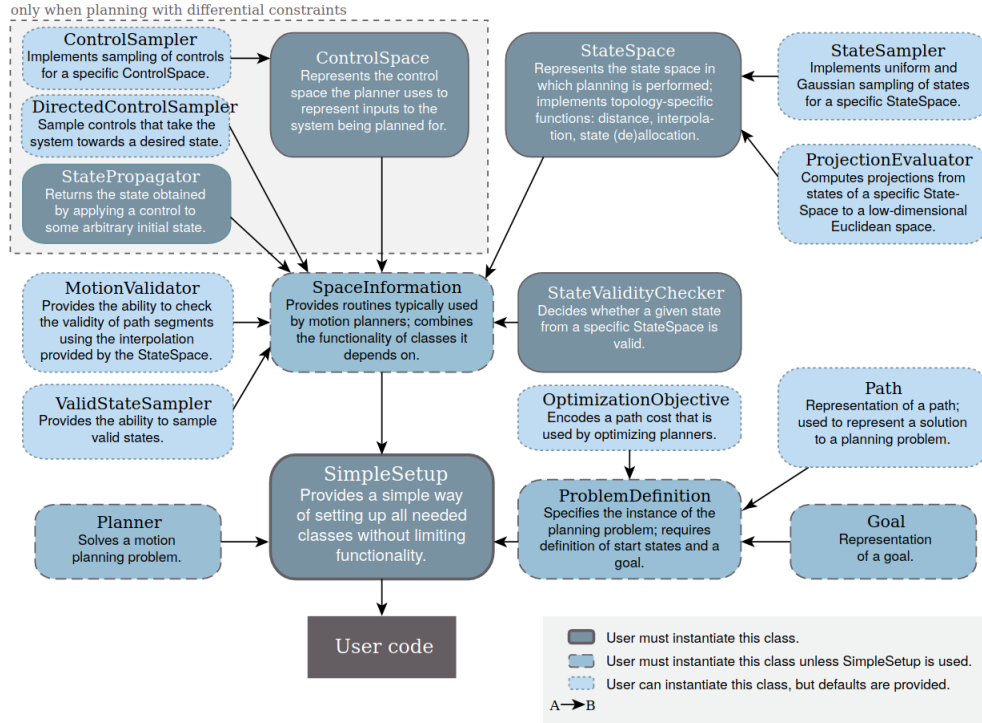 only when planning with differential constraints
ControlSampler
Implements sampling of controls
for a specific ControlSpace.
DirectedControlSampler
Sample controls that take the
system towards a desired state.
StatePropagator
Returns the state obtained
by applying a control to
some arbitrary initial state.
ControlSpace
Represents the control
space the planner uses to
represent inputs to the
system being planned for.
StateSpace
Represents the state space in
which planning is performed;
implements topology-specific
functions: distance, interpola-
tion, state (de)allocation.
StateSampler
Implements uniform and
Gaussian sampling of states
for a specific StateSpace.
ProjectionEvaluator
Computes projections from
states of a specific State-
Space to a low-dimensional
Euclidean space.
MotionValidator
Provides the ability to check
the validity of path segments
using the interpolation
provided by the StateSpace.
SpaceInformation
Provides routines typically used
by motion planners; combines
the functionality of classes it
depends on.
StateValidityChecker
Decides whether a given state
from a specific StateSpace is
valid.
ValidStateSampler
Provides the ability to sample
valid states.
OptimizationObjective
Encodes a path cost that is
used by optimizing planners.
Path
Representation of a path;
used to represent a solution
to a planning problem.
Planner
Solves a motion
planning problem.
SimpleSetup
Provides a simple way
of setting up all needed
classes without limiting
functionality.
ProblemDefinition
Specifies the instance of the
planning problem; requires
definition of start states and a
goal.
Goal
Representation
of a goal.
User code
User must instantiate this class.
User must instantiate this class unless SimpleSetup is used.
User can instantiate this class, but defaults are provided.
A B